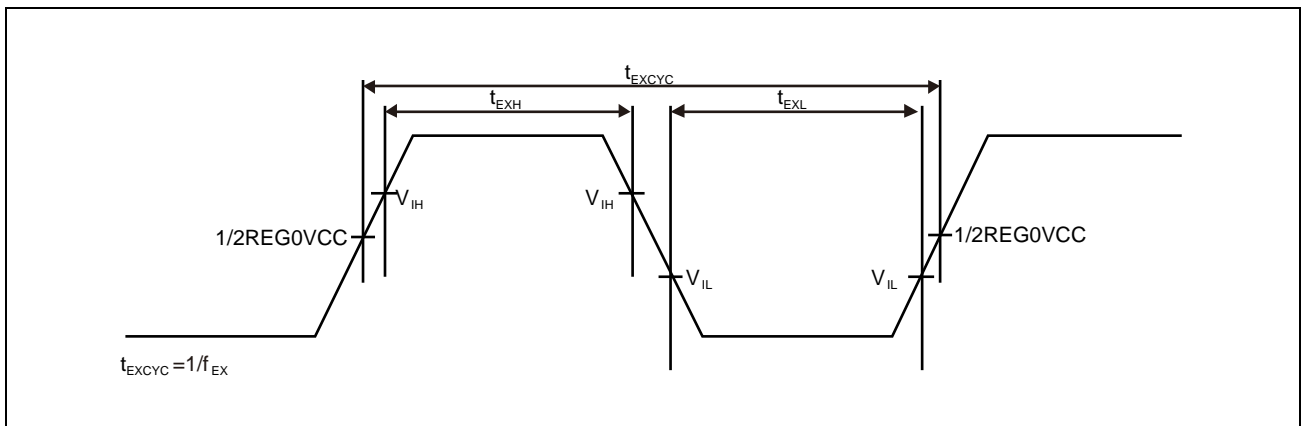 tEXCYC
tEXH
tEXL
VIH
VIH
1/2REG0VCC
1/2REG0VCC
VIL
VIL
tEXCYC=1/fEX